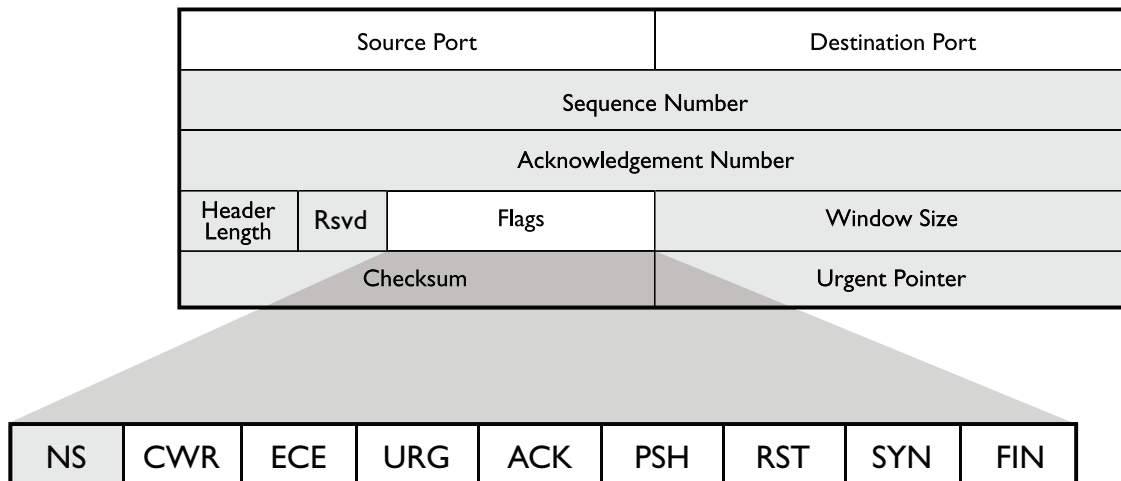 Source Port Destination Port
Sequence Number
Acknowledgement Number
Header
Length Rsvd Flags Window Size
Checksum Urgent Pointer
NS CWR ECE URG ACK PSH RST SYN FIN